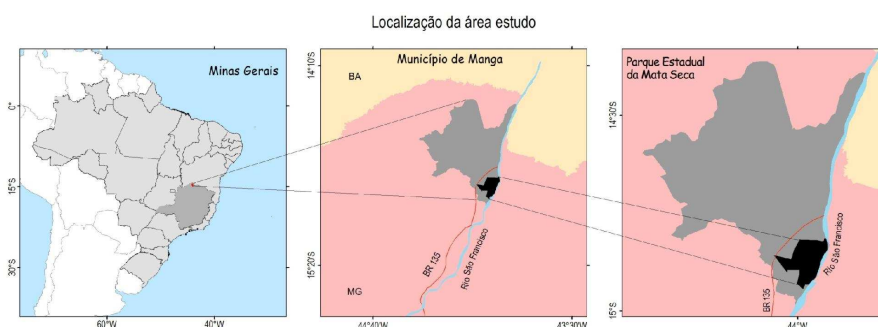 Localização da área estudo
Minas Gerais
0°
15°S
30°S
60°W
40°W
Município de Manga
14°10'S
15°20'S
BA
BR 135
Rio São Francisco
MG
44°40'W
43°30'W
Parque Estadual
da Mata Seca
14°30'S
15°S
BR 135
Rio São Francisco
44°W